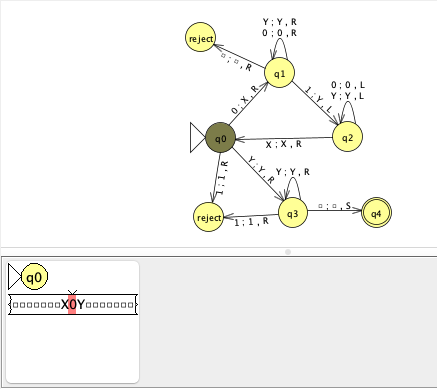 Y;Y,R
0;0,R
reject
q1
□;□,R
0;0,L
Y;Y,L
1;Y,L
0;X,R
q0
X;X,R
q2
1;1,R
Y;Y,R
Y;Y,R
reject
1;1,R
q3
□;□,S
q4
q0
□□□□□□□X0Y□□□□□□□